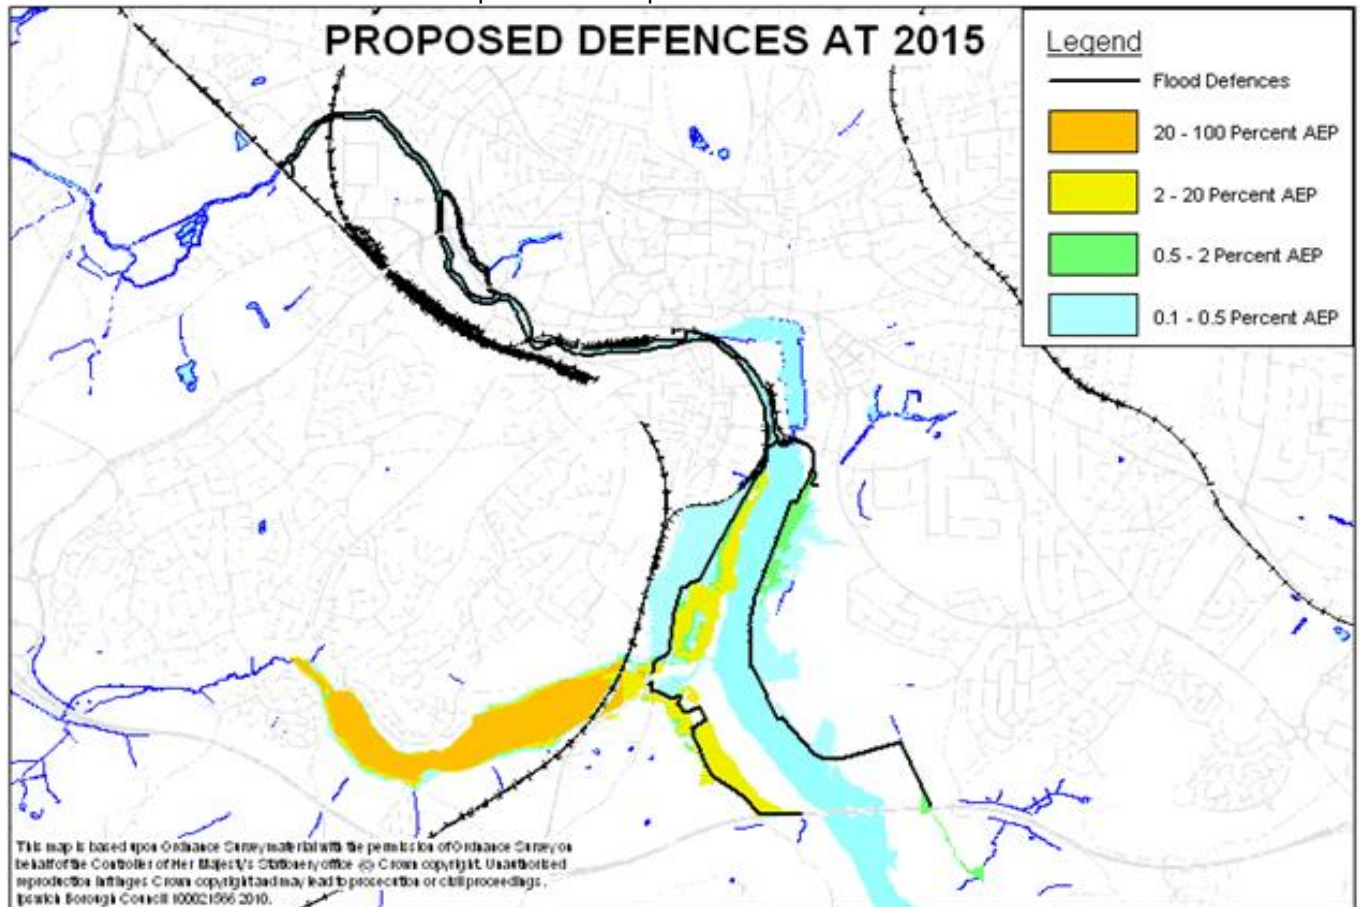 PROPOSED DEFENCES AT 2015
Legend
Flood Defences
20 - 100 Percent AEP
2 - 20 Percent AEP
0.5 - 2 Percent AEP
0.1 - 0.5 Percent AEP
This map is based upon Ordnance Survey material with the permission of Ordnance Survey on
behalf of the Controller of Her Majesty's Stationery office (c) Crown copyright. Unauthorised
reproduction infringes Crown copyright and may lead to prosecution or civil proceedings.
Ipswich Borough Council 100021566 2010.